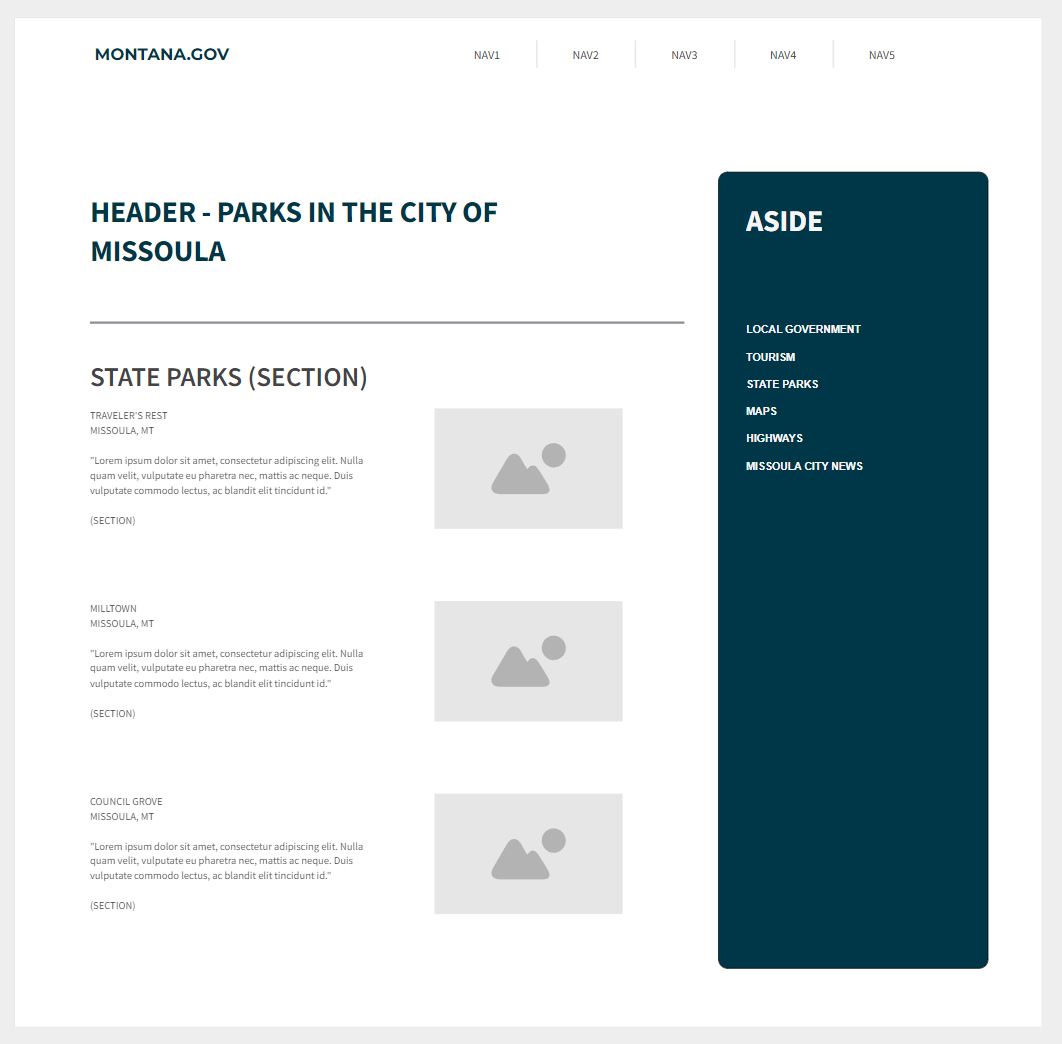 MONTANA.GOV
NAV1
NAV2
NAV3
NAV4
NAV5
HEADER - PARKS IN THE CITY OF
MISSOULA
STATE PARKS (SECTION)
TRAVELER'S REST
MISSOULA, MT
"Lorem ipsum dolor sit amet, consectetur adipiscing elit. Nulla
quam velit, vulputate eu pharetra nec, mattis ac neque. Duis
vulputate commodo lectus, ac blandit elit tincidunt id."
(SECTION)
MILLTOWN
MISSOULA, MT
"Lorem ipsum dolor sit amet, consectetur adipiscing elit. Nulla
quam velit, vulputate eu pharetra nec, mattis ac neque. Duis
vulputate commodo lectus, ac blandit elit tincidunt id."
(SECTION)
COUNCIL GROVE
MISSOULA, MT
"Lorem ipsum dolor sit amet, consectetur adipiscing elit. Nulla
quam velit, vulputate eu pharetra nec, mattis ac neque. Duis
vulputate commodo lectus, ac blandit elit tincidunt id."
(SECTION)
ASIDE
LOCAL GOVERNMENT
TOURISM
STATE PARKS
MAPS
HIGHWAYS
MISSOULA CITY NEWS